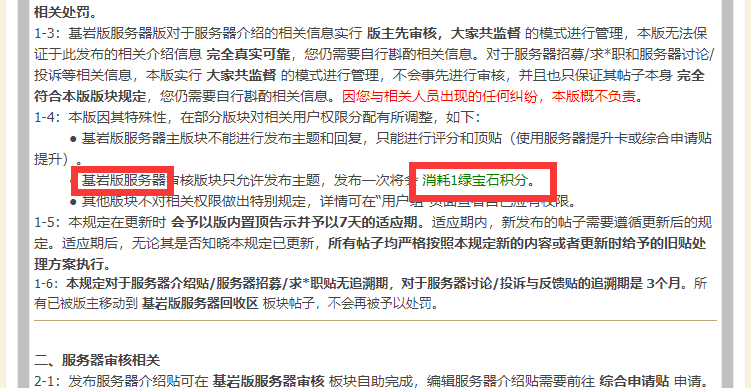 相关处罚。
1-3：基岩版服务器版对于服务器介绍的相关信息实行 版主先审核，大家共监督 的模式进行管理，本版无法保
证于此发布的相关介绍信息 完全真实可靠，您仍需要自行斟酌相关信息。对于服务器招募/求*职和服务器讨论/
投诉等相关信息，本版实行 大家共监督 的模式进行管理，不会事先进行审核，并且也只保证其帖子本身 完全
符合本版版块规定，您仍需要自行斟酌相关信息。因您与相关人员出现的任何纠纷，本版概不负责。
1-4：本版因其特殊性，在部分版块对相关用户权限分配有所调整，如下：
● 基岩版服务器主版块不能进行发布主题和回复，只能进行评分和顶贴（使用服务器提升卡或综合申请贴
提升）。
● 基岩版服务器审核版块只允许发布主题，发布一次将会 消耗1绿宝石积分。
● 其他版块不对相关权限做出特别规定，详情可在“用户组”页面查看自己应有权限。
1-5：本规定在更新时 会予以版内置顶告示并予以7天的适应期。适应期内，新发布的帖子需要遵循更新后的规
定。适应期后，无论其是否知晓本规定已更新，所有帖子均严格按照本规定新的内容或者更新时给予的旧贴处
理方案执行。
1-6：本规定对于服务器介绍贴/服务器招募/求*职贴无追溯期，对于服务器讨论/投诉与反馈贴的追溯期是 3个月。所
有已被版主移动到 基岩版服务器回收区 板块帖子，不会再被予以处罚。
二、服务器审核相关
2-1：发布服务器介绍贴可在 基岩版服务器审核 板块自助完成，编辑服务器介绍贴需要前往 综合申请贴 申请。